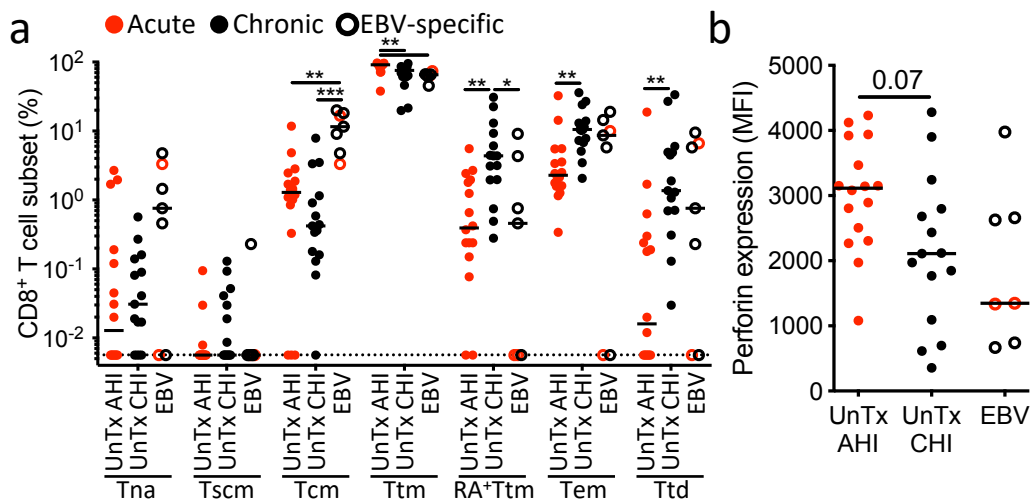 a
Acute Chronic EBV-specific
CD8+ T cell subset (%)
10^2
10^1
10^0
10^-1
10^-2
** *** ** ** * ** **
UnTx AHI UnTx CHI EBV UnTx AHI UnTx CHI EBV UnTx AHI UnTx CHI EBV UnTx AHI UnTx CHI EBV UnTx AHI UnTx CHI EBV UnTx AHI UnTx CHI EBV UnTx AHI UnTx CHI EBV
Tna Tscm Tcm Ttm RA+Ttm Tem Ttd
b
Perforin expression (MFI)
0.07
5000
4000
3000
2000
1000
0
UnTx UnTx EBV
AHI CHI